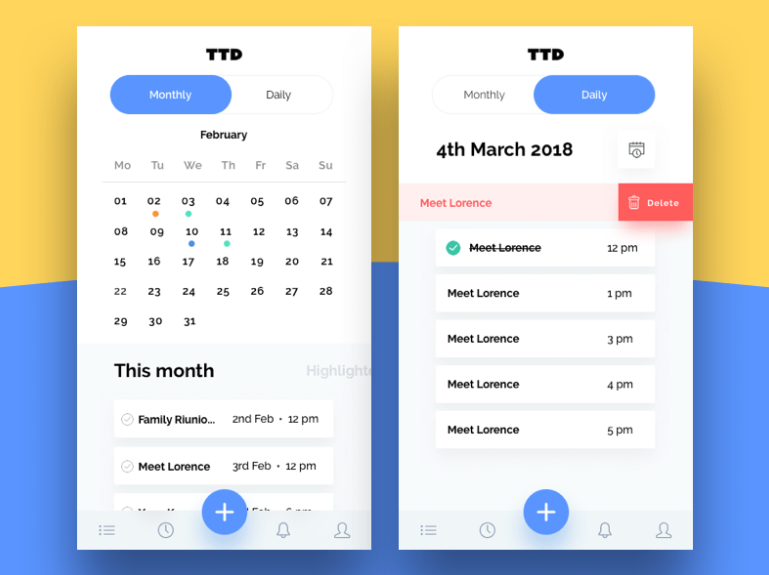 TTD
Monthly Daily
February
Mo Tu We Th Fr Sa Su
01 02 03 04 05 06 07
08 09 10 11 12 13 14
15 16 17 18 19 20 21
22 23 24 25 26 27 28
29 30 31
This month Highlighte
Family Riunio... 2nd Feb • 12 pm
Meet Lorence 3rd Feb • 12 pm
TTD
Monthly Daily
4th March 2018
Meet Lorence Delete
Meet Lorence 12 pm
Meet Lorence 1 pm
Meet Lorence 3 pm
Meet Lorence 4 pm
Meet Lorence 5 pm